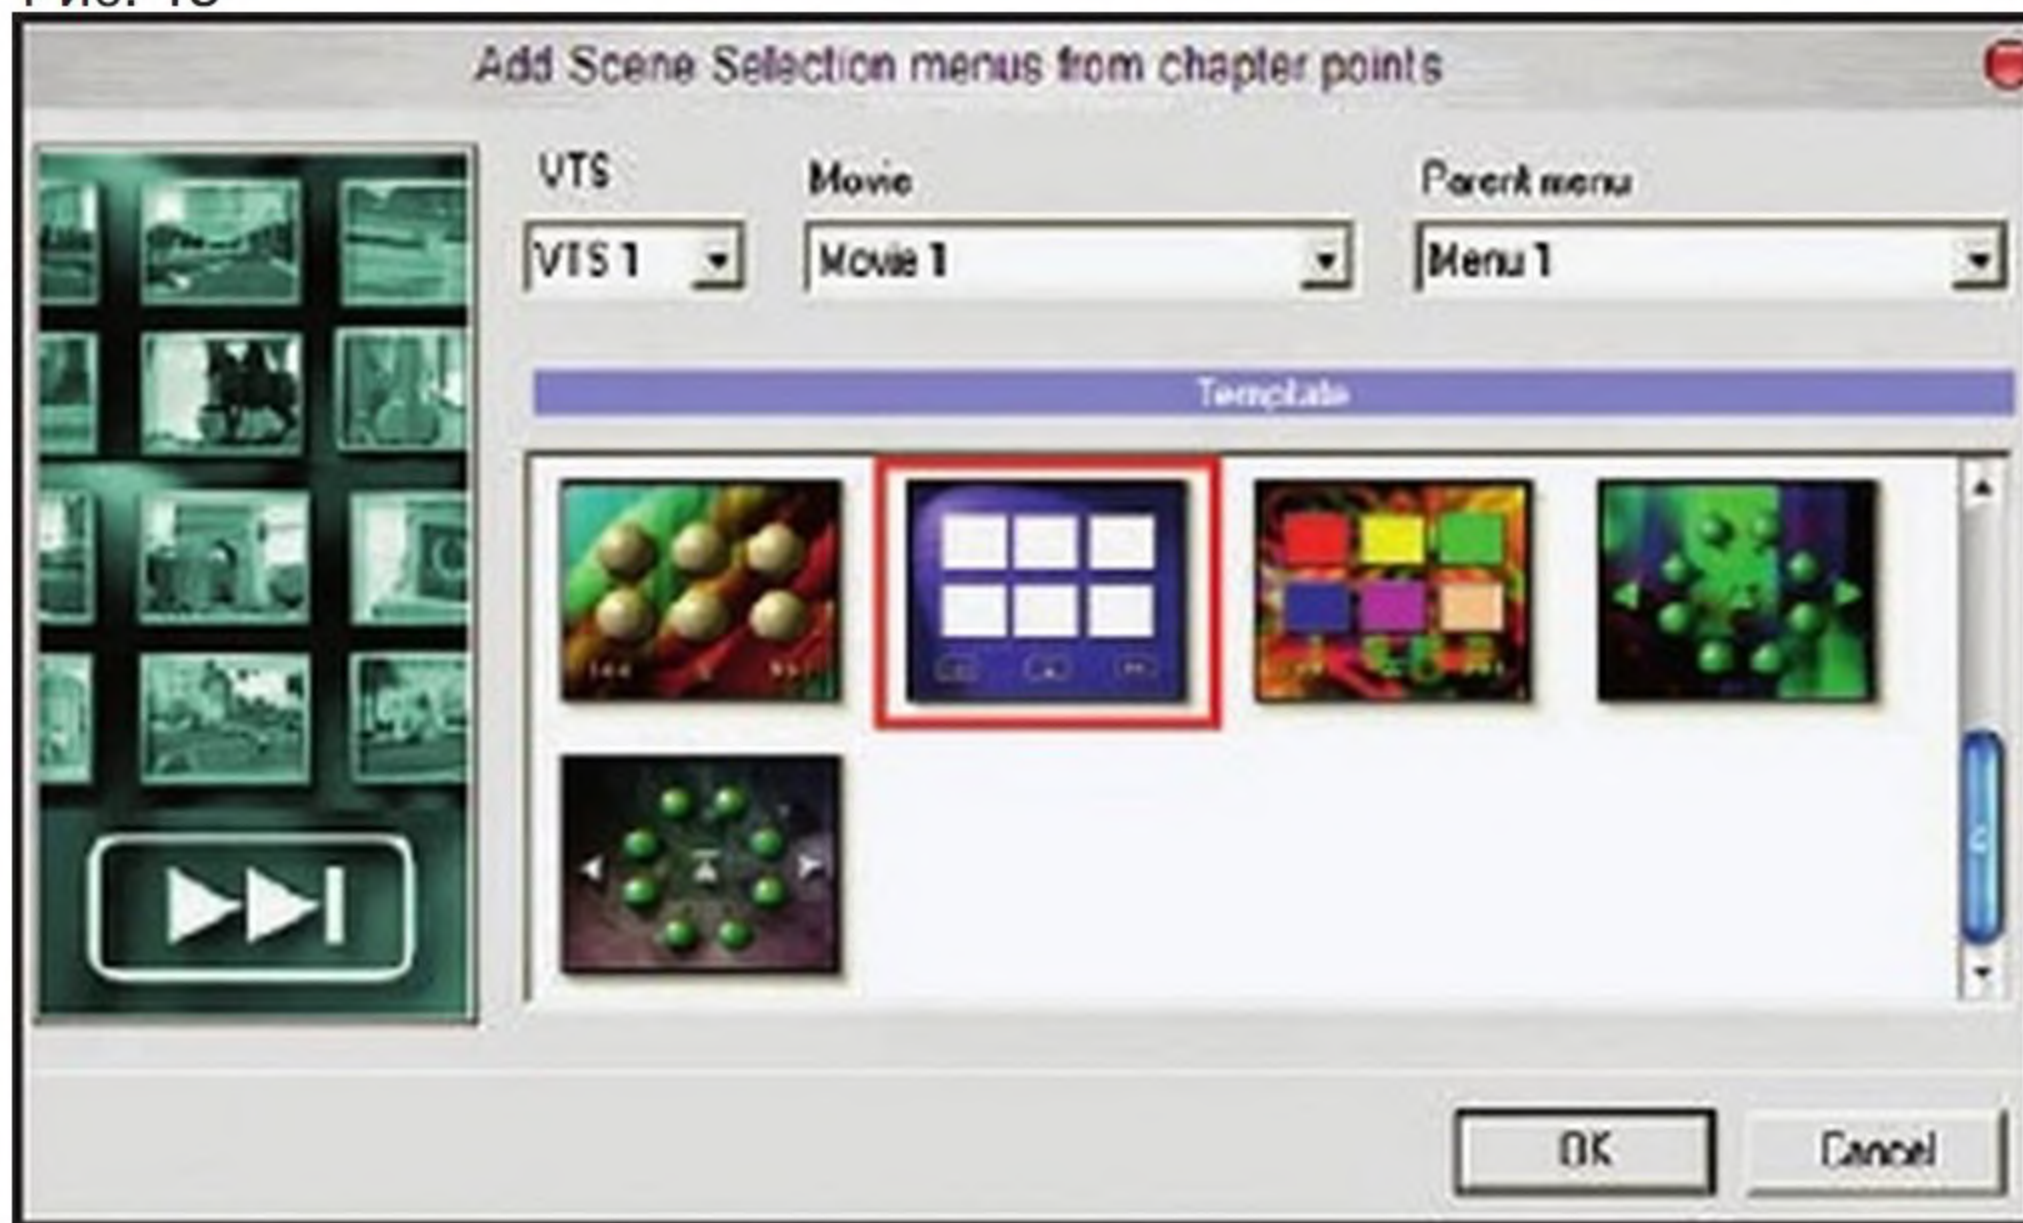 Add Scene Selection menus from chapter points
VTS
Movie
Parent menu
VTS 1
Movie 1
Menu 1
Template
OK
Cancel